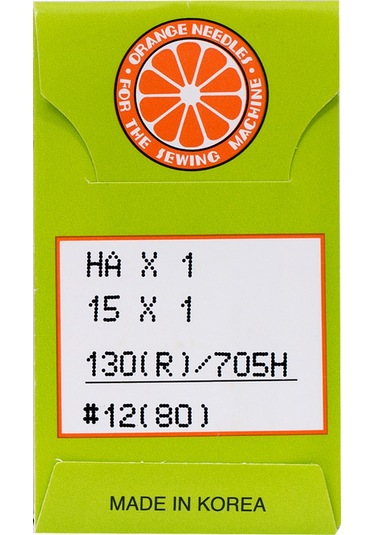 ORANGE NEEDLES
FOR THE SEWING MACHINE
HA X 1
15 X 1
130(R)/705H
#12(80)
MADE IN KOREA